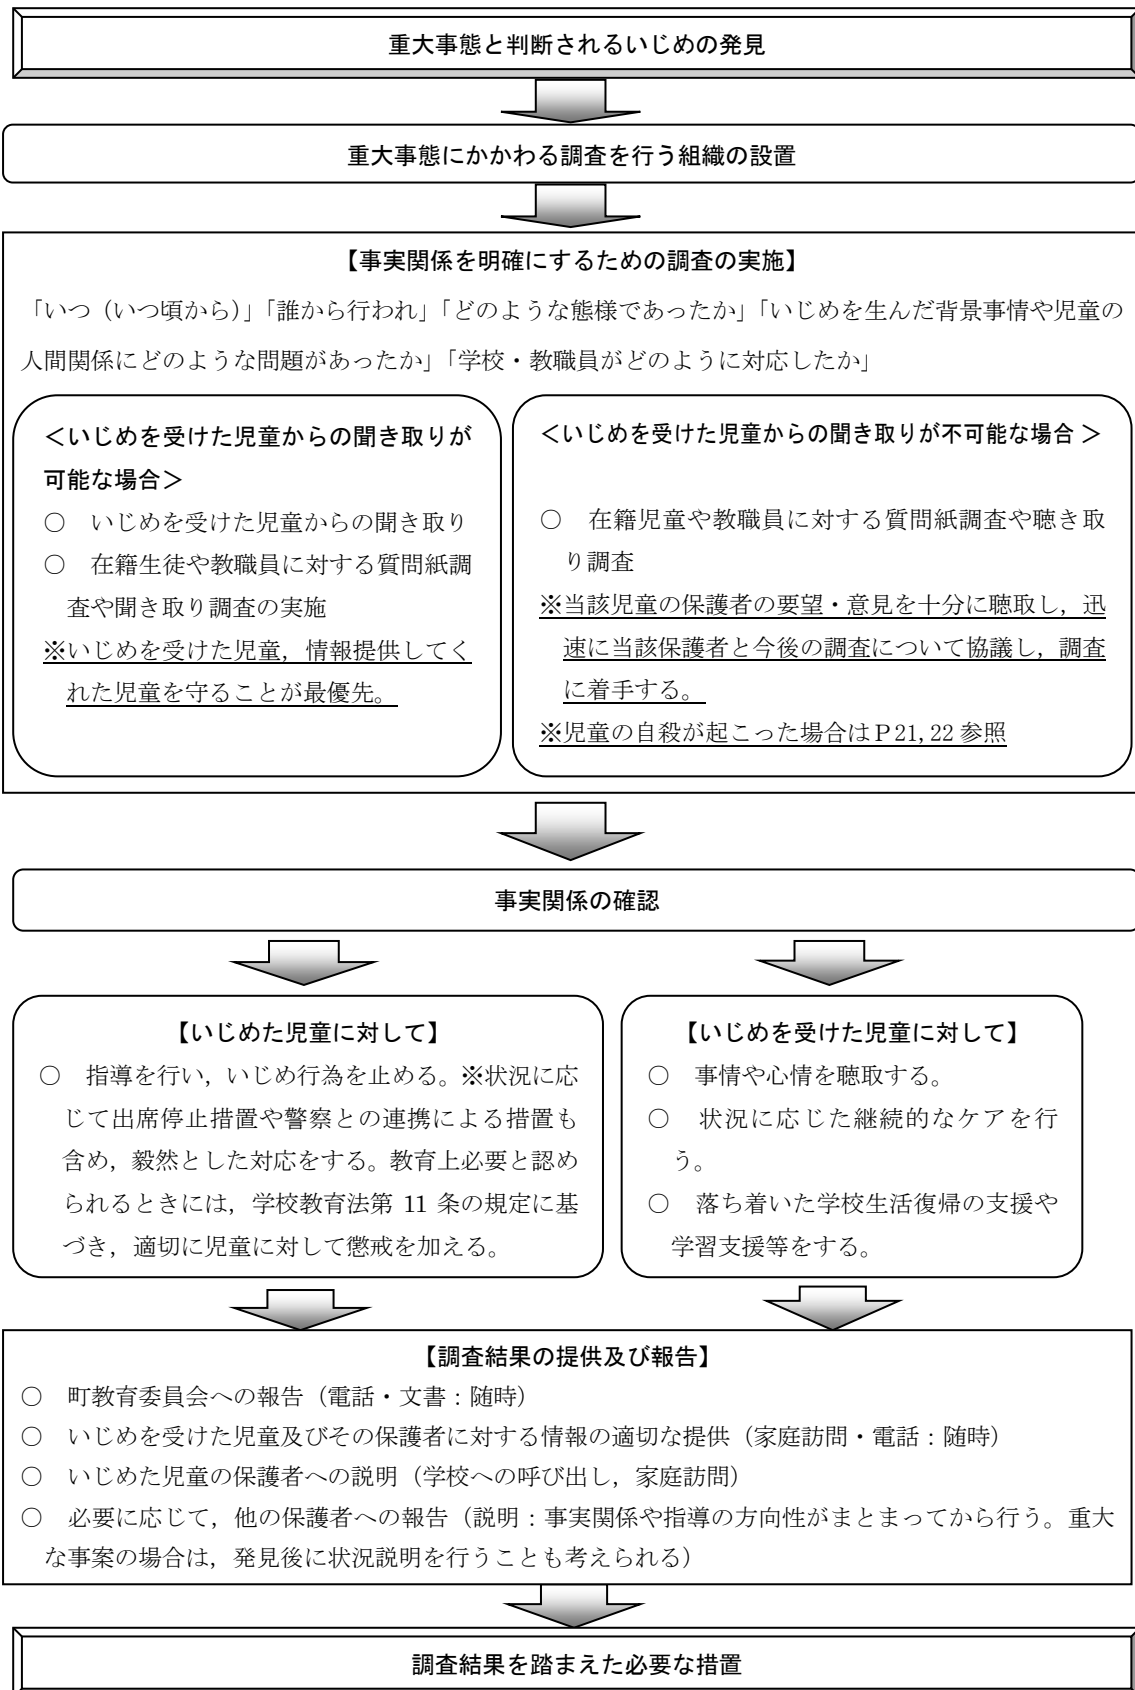 重大事態と判断されるいじめの発見
重大事態にかかわる調査を行う組織の設置
【事実関係を明確にするための調査の実施】
「いつ（いつ頃から）」「誰から行われ」「どのような態様であったか」「いじめを生んだ背景事情や児童の
人間関係にどのような問題があったか」「学校・教職員がどのように対応したか」
＜いじめを受けた児童からの聞き取りが
可能な場合＞
○　いじめを受けた児童からの聞き取り
○　在籍生徒や教職員に対する質問紙調
査や聞き取り調査の実施
※いじめを受けた児童，情報提供してく
れた児童を守ることが最優先。
＜いじめを受けた児童からの聞き取りが不可能な場合 ＞
○　在籍児童や教職員に対する質問紙調査や聴き取
り調査
※当該児童の保護者の要望・意見を十分に聴取し，迅
速に当該保護者と今後の調査について協議し，調査
に着手する。
※児童の自殺が起こった場合はＰ21, 22 参照
事実関係の確認
【いじめた児童に対して】
○　指導を行い，いじめ行為を止める。※状況に応
じて出席停止措置や警察との連携による措置も
含め，毅然とした対応をする。教育上必要と認め
られるときには，学校教育法第 11 条の規定に基
づき，適切に児童に対して懲戒を加える。
【いじめを受けた児童に対して】
○　事情や心情を聴取する。
○　状況に応じた継続的なケアを行
う。
○　落ち着いた学校生活復帰の支援や
学習支援等をする。
【調査結果の提供及び報告】
○　町教育委員会への報告（電話・文書：随時）
○　いじめを受けた児童及びその保護者に対する情報の適切な提供（家庭訪問・電話：随時）
○　いじめた児童の保護者への説明（学校への呼び出し，家庭訪問）
○　必要に応じて，他の保護者への報告（説明：事実関係や指導の方向性がまとまってから行う。重大
な事案の場合は，発見後に状況説明を行うことも考えられる）
調査結果を踏まえた必要な措置